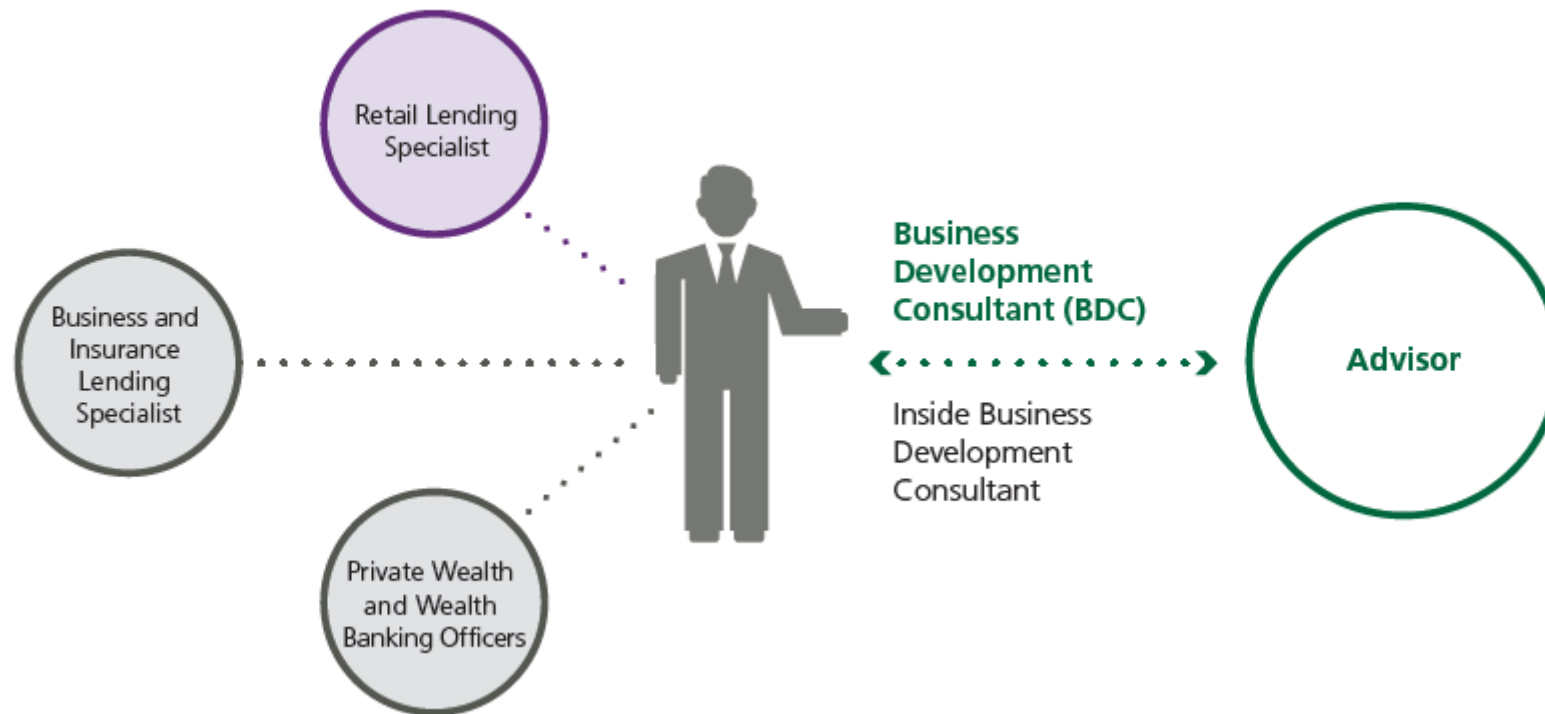 Retail Lending
Specialist
Business and
Insurance
Lending
Specialist
Private Wealth
and Wealth
Banking Officers
Business
Development
Consultant (BDC)
Inside Business
Development
Consultant
Advisor